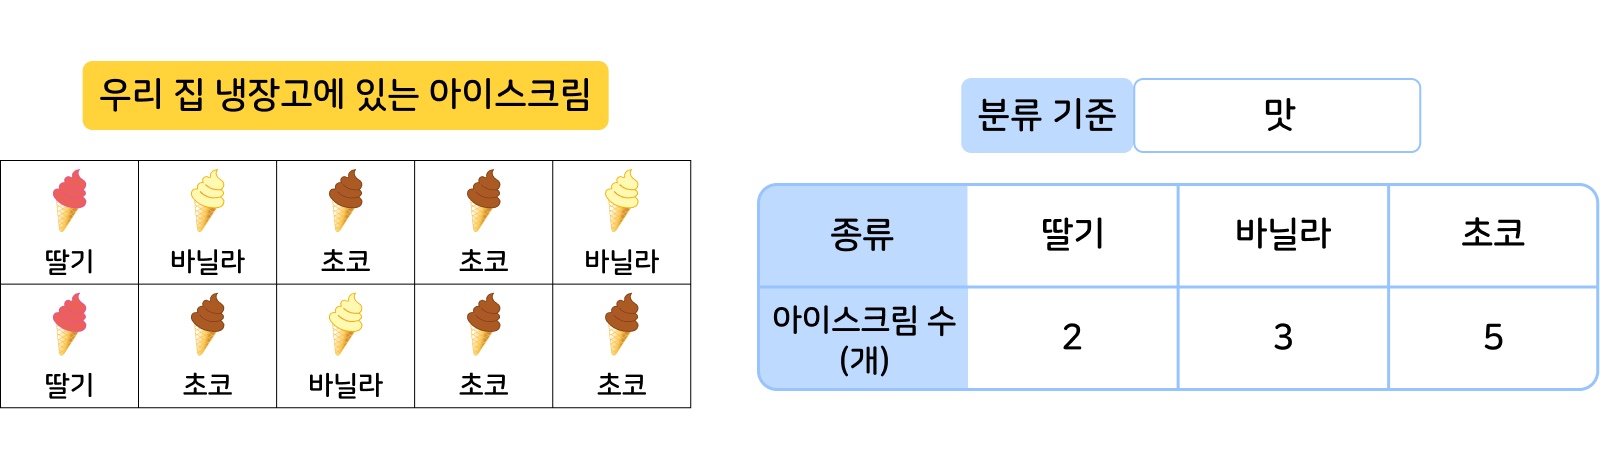 우리 집 냉장고에 있는 아이스크림
딸기 바닐라 초코 초코 바닐라
딸기 초코 바닐라 초코 초코
분류 기준 맛
종류 딸기 바닐라 초코
아이스크림 수
(개) 2 3 5